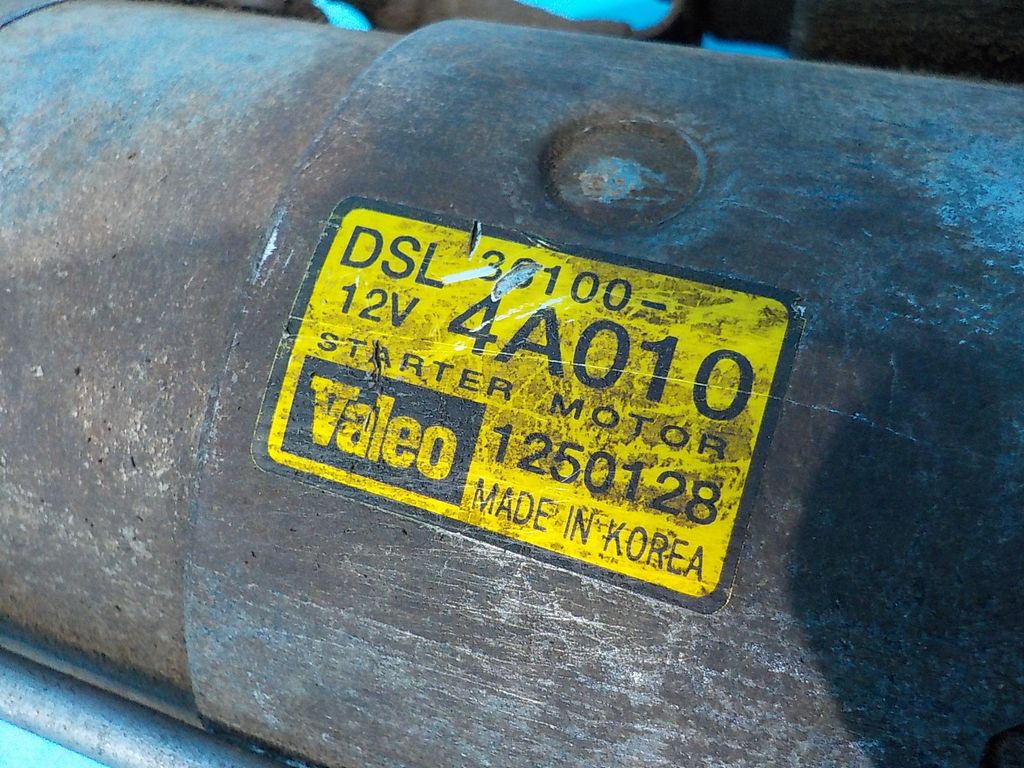 DSL 36100-
12V 4A010
STARTER MOTOR
Valeo 1250128
MADE IN KOREA